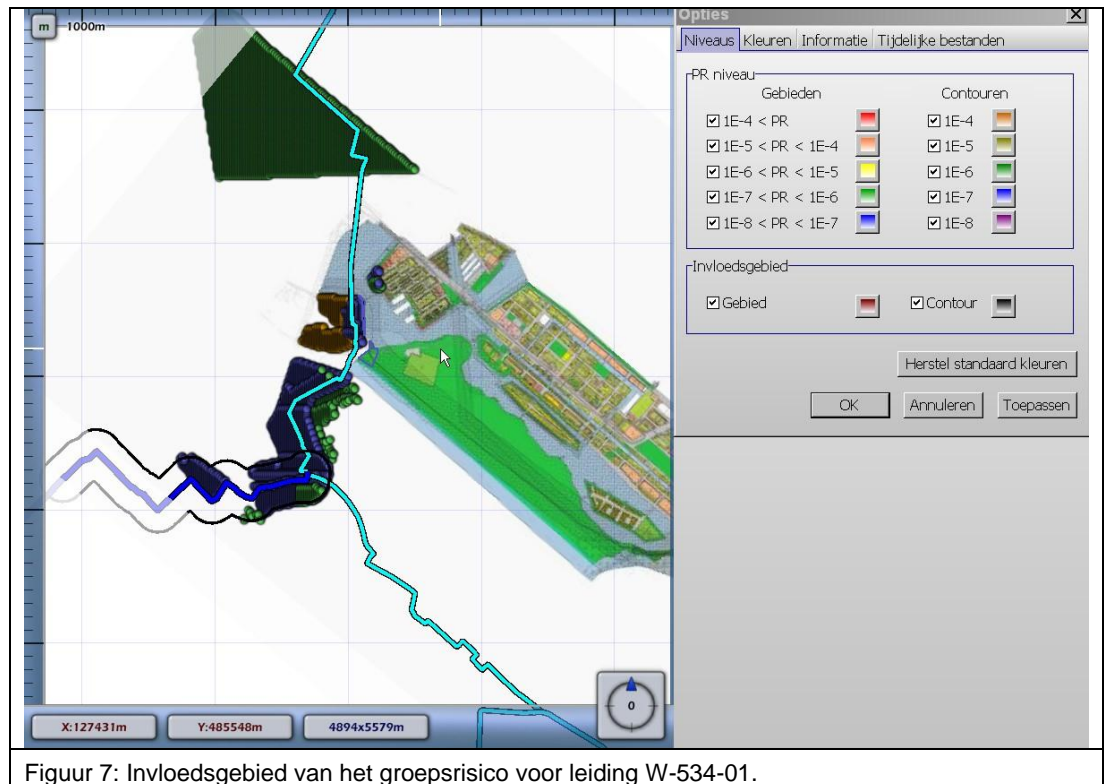 m 1000m
Opties
Niveaus Kleuren Informatie Tijdelijke bestanden
PR niveau
Gebieden Contouren
1E-4 < PR 1E-4
1E-5 < PR < 1E-4 1E-5
1E-6 < PR < 1E-5 1E-6
1E-7 < PR < 1E-6 1E-7
1E-8 < PR < 1E-7 1E-8
Invloedsgebied
Gebied Contour
Herstel standaard kleuren
OK Annuleren Toepassen
0
X:127431m Y:485548m 4894x5579m
Figuur 7: Invloedsgebied van het groepsrisico voor leiding W-534-01.